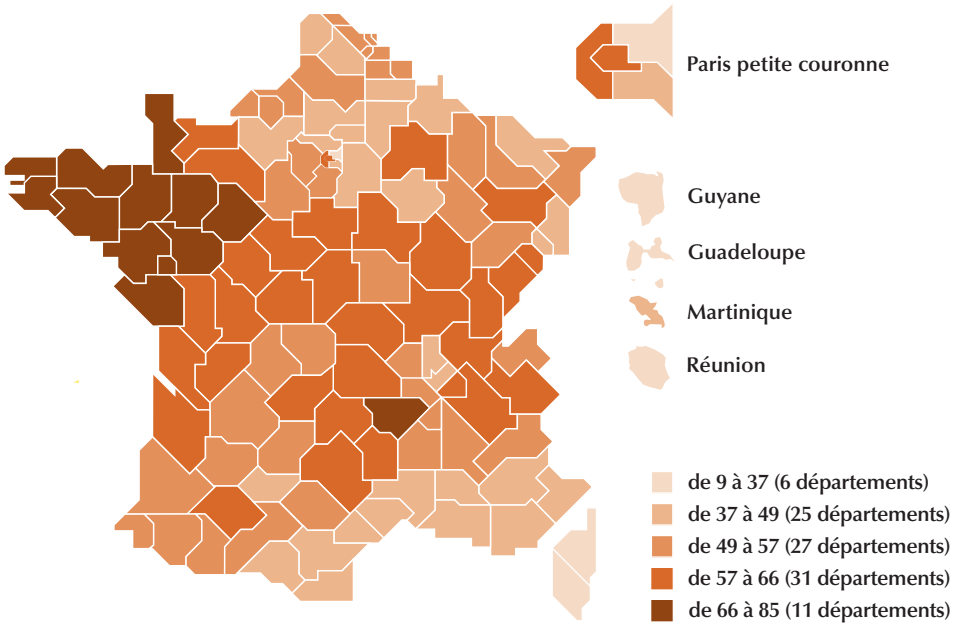 Paris petite couronne
Guyane
Guadeloupe
Martinique
Réunion
de 9 à 37 (6 départements)
de 37 à 49 (25 départements)
de 49 à 57 (27 départements)
de 57 à 66 (31 départements)
de 66 à 85 (11 départements)